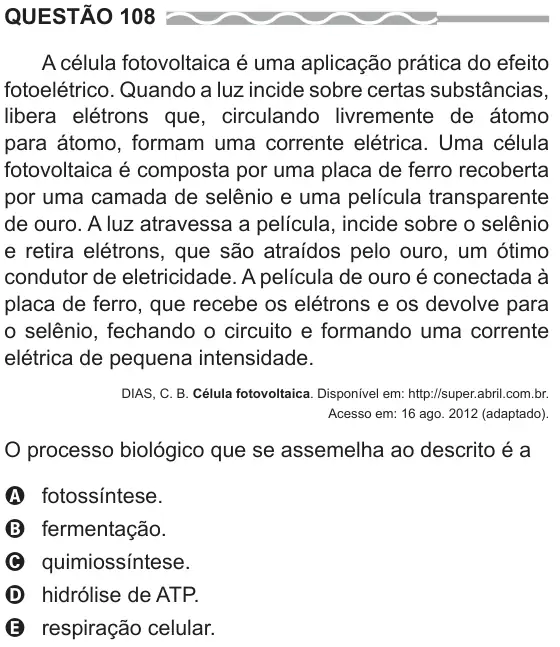 QUESTÃO 108
A célula fotovoltaica é uma aplicação prática do efeito
fotoelétrico. Quando a luz incide sobre certas substâncias,
libera elétrons que, circulando livremente de átomo
para átomo, formam uma corrente elétrica. Uma célula
fotovoltaica é composta por uma placa de ferro recoberta
por uma camada de selênio e uma película transparente
de ouro. A luz atravessa a película, incide sobre o selênio
e retira elétrons, que são atraídos pelo ouro, um ótimo
condutor de eletricidade. A película de ouro é conectada à
placa de ferro, que recebe os elétrons e os devolve para
o selênio, fechando o circuito e formando uma corrente
elétrica de pequena intensidade.
DIAS, C. B. Célula fotovoltaica. Disponível em: http://super.abril.com.br.
Acesso em: 16 ago. 2012 (adaptado).
O processo biológico que se assemelha ao descrito é a
A fotossíntese.
B fermentação.
C quimiossíntese.
D hidrólise de ATP.
E respiração celular.